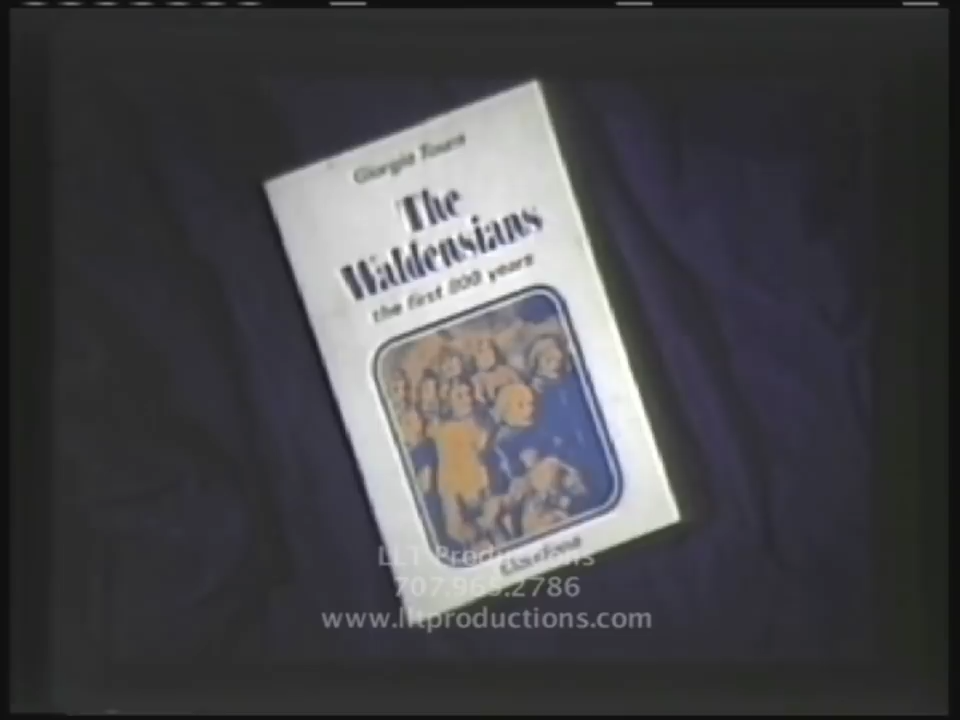 Giorgio Tourn
The
Waldensians
the first 800 years
Claudiana
LLT Productions
707.963.2786
www.lltproductions.com